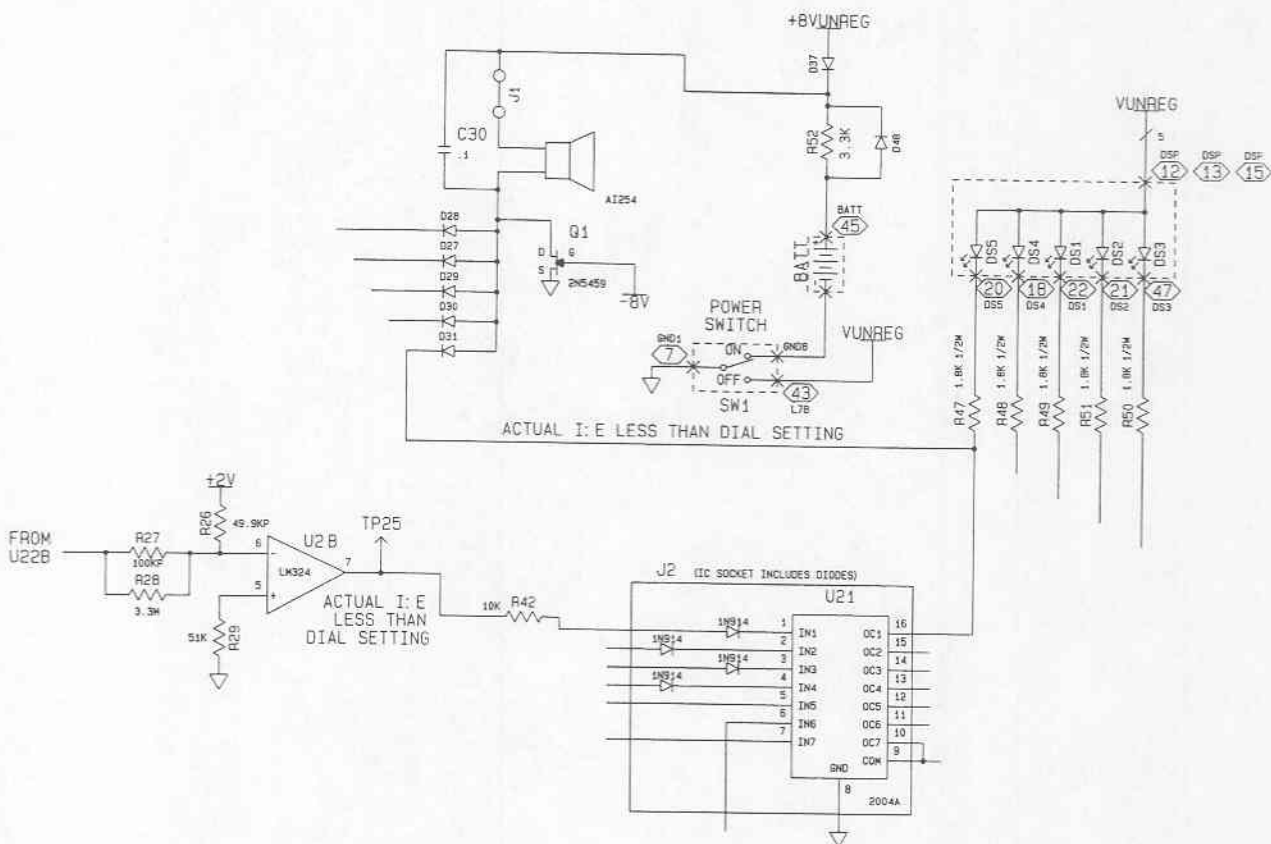 +8VUNREG
D37
J1
C30
.1
R52
3.3K
D48
AI254
VUNREG
5
DSP
12
DSP
13
DSP
15
D28
D27
D29
D30
D31
Q1
D
G
S
2N5459
-8V
BATT
45
BATT
DS5
DS4
DS1
DS2
DS3
20
18
22
21
47
DS5
DS4
DS1
DS2
DS3
POWER
SWITCH
GND1
7
ON
GND8
OFF
43
L7B
SW1
VUNREG
R47
1.8K 1/2W
R48
1.8K 1/2W
R49
1.8K 1/2W
R51
1.8K 1/2W
R50
1.8K 1/2W
ACTUAL I:E LESS THAN DIAL SETTING
+2V
R26
49.9KP
FROM
U22B
R27
100KP
R28
3.3M
6
-
5
+
U2B
LM324
7
TP25
51K
R29
ACTUAL I:E
LESS THAN
DIAL SETTING
10K
R42
J2 (IC SOCKET INCLUDES DIODES)
U21
1N914
1N914
1N914
1N914
1
2
3
4
5
6
7
IN1
IN2
IN3
IN4
IN5
IN6
IN7
OC1
OC2
OC3
OC4
OC5
OC6
OC7
COM
16
15
14
13
12
11
10
9
GND
8
2004A